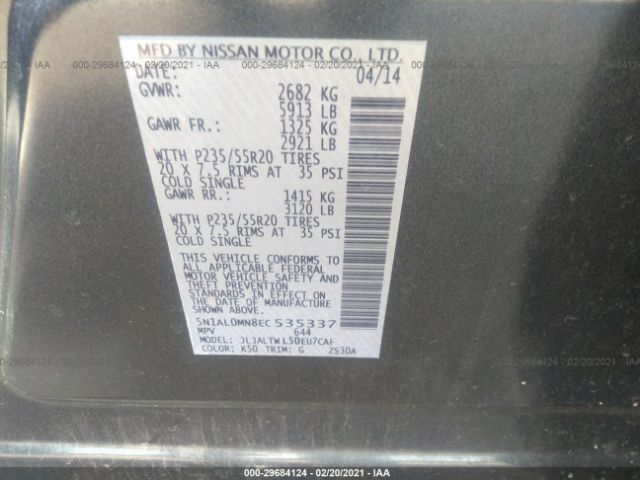 MFD BY NISSAN MOTOR CO., LTD.
000-29684124 - 02/20/2021 - IAA
DATE: 04/14
GVWR: 2682 KG
5913 LB
GAWR FR.: 1325 KG
2921 LB
WITH P235/55R20 TIRES
20 X 7.5 RIMS AT 35 PSI
COLD SINGLE
GAWR RR.: 1415 KG
3120 LB
WITH P235/55R20 TIRES
20 X 7.5 RIMS AT 35 PSI
COLD SINGLE
THIS VEHICLE CONFORMS TO
ALL APPLICABLE FEDERAL
MOTOR VEHICLE SAFETY AND
THEFT PREVENTION
STANDARDS IN EFFECT ON
THE DATE OF MANUFACTURE
SHOWN ABOVE.
5N1AL0MN8EC535337
MPV 644
MODEL: JLJALTWL50EU7CAF
COLOR: K50 TRIM: G ZS30A
000-29684124 - 02/20/2021 - IAA
000-29684124 - 02/20/2021 - IAA